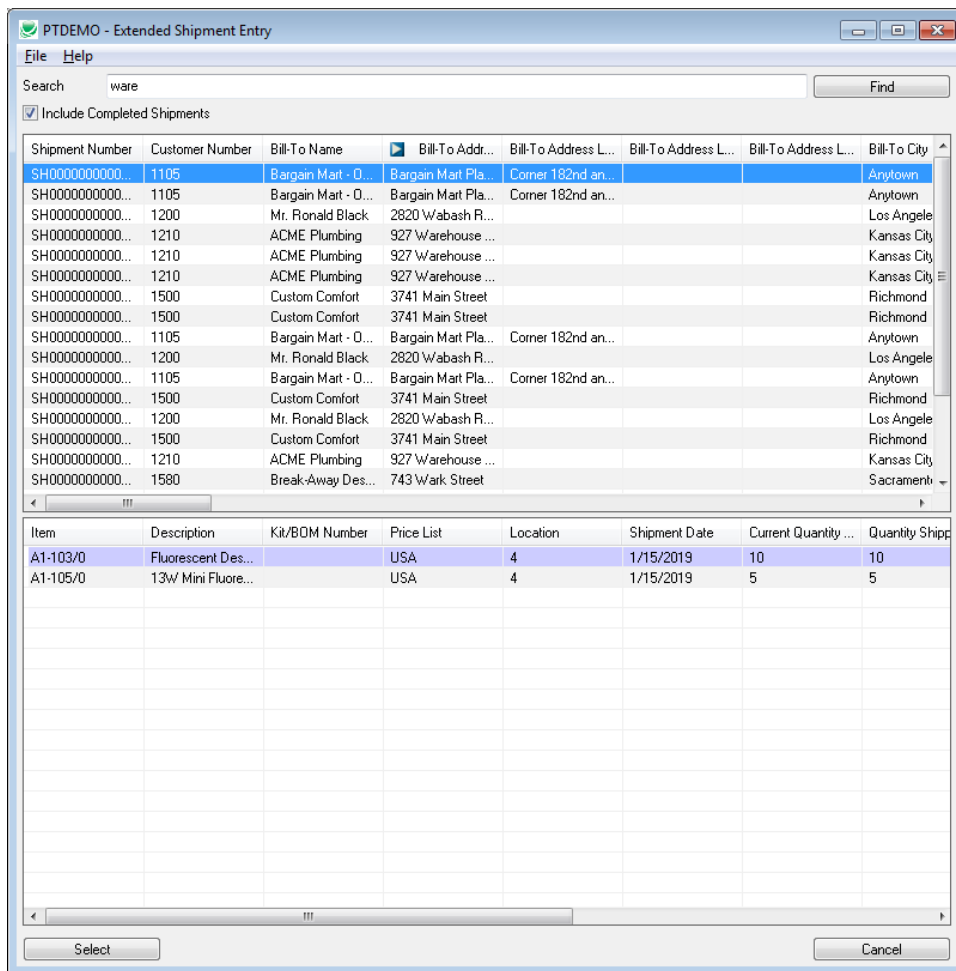 PTDEMO - Extended Shipment Entry
File Help
Search ware Find
Include Completed Shipments
Shipment Number Customer Number Bill-To Name Bill-To Addr... Bill-To Address L... Bill-To Address L... Bill-To Address L... Bill-To City
SH0000000000... 1105 Bargain Mart - O... Bargain Mart Pla... Corner 182nd an... Anytown
SH0000000000... 1105 Bargain Mart - O... Bargain Mart Pla... Corner 182nd an... Anytown
SH0000000000... 1200 Mr. Ronald Black 2820 Wabash R... Los Angele
SH0000000000... 1210 ACME Plumbing 927 Warehouse ... Kansas City
SH0000000000... 1210 ACME Plumbing 927 Warehouse ... Kansas City
SH0000000000... 1210 ACME Plumbing 927 Warehouse ... Kansas City
SH0000000000... 1500 Custom Comfort 3741 Main Street Richmond
SH0000000000... 1500 Custom Comfort 3741 Main Street Richmond
SH0000000000... 1105 Bargain Mart - O... Bargain Mart Pla... Corner 182nd an... Anytown
SH0000000000... 1200 Mr. Ronald Black 2820 Wabash R... Los Angele
SH0000000000... 1105 Bargain Mart - O... Bargain Mart Pla... Corner 182nd an... Anytown
SH0000000000... 1500 Custom Comfort 3741 Main Street Richmond
SH0000000000... 1200 Mr. Ronald Black 2820 Wabash R... Los Angele
SH0000000000... 1500 Custom Comfort 3741 Main Street Richmond
SH0000000000... 1210 ACME Plumbing 927 Warehouse ... Kansas City
SH0000000000... 1580 Break-Away Des... 743 Wark Street Sacramento
Item Description Kit/BOM Number Price List Location Shipment Date Current Quantity ... Quantity Shipp
A1-103/0 Fluorescent Des... USA 4 1/15/2019 10 10
A1-105/0 13W Mini Fluore... USA 4 1/15/2019 5 5
Select Cancel